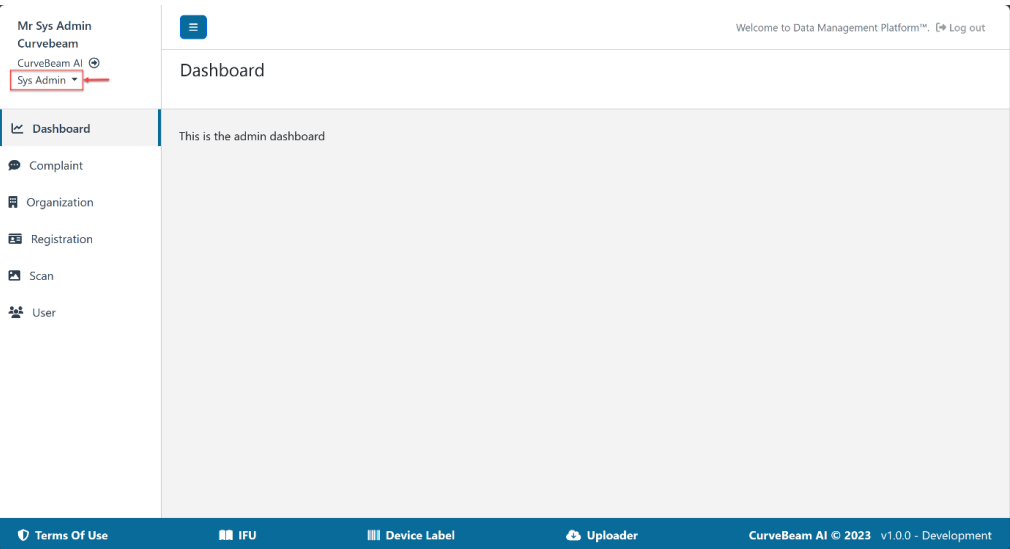 Mr Sys Admin
Curvebeam
CurveBeam AI
Sys Admin
Welcome to Data Management Platform™. Log out
Dashboard
Dashboard
Complaint
Organization
Registration
Scan
User
This is the admin dashboard
Terms Of Use
IFU
Device Label
Uploader
CurveBeam AI © 2023 v1.0.0 - Development